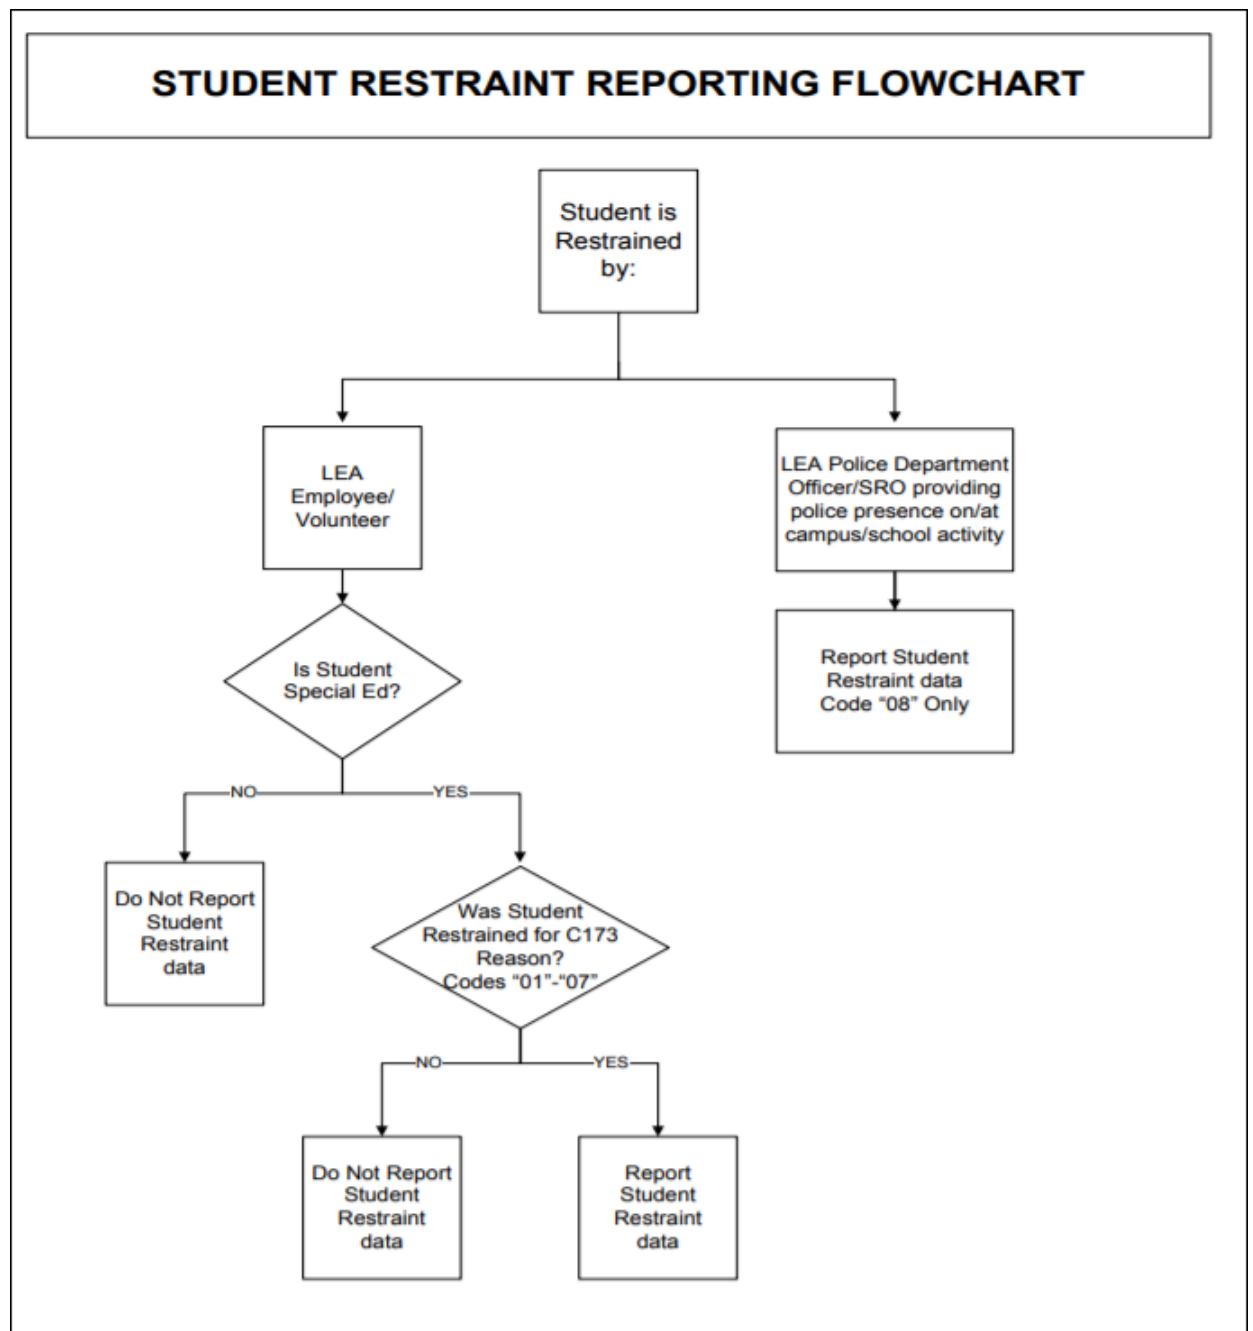 STUDENT RESTRAINT REPORTING FLOWCHART
Student is
Restrained
by:
LEA
Employee/
Volunteer
LEA Police Department
Officer/SRO providing
police presence on/at
campus/school activity
Is Student
Special Ed?
Report Student
Restraint data
Code “08” Only
NO
YES
Do Not Report
Student
Restraint
data
Was Student
Restrained for C173
Reason?
Codes “01”-“07”
NO
YES
Do Not Report
Student
Restraint
data
Report
Student
Restraint
data